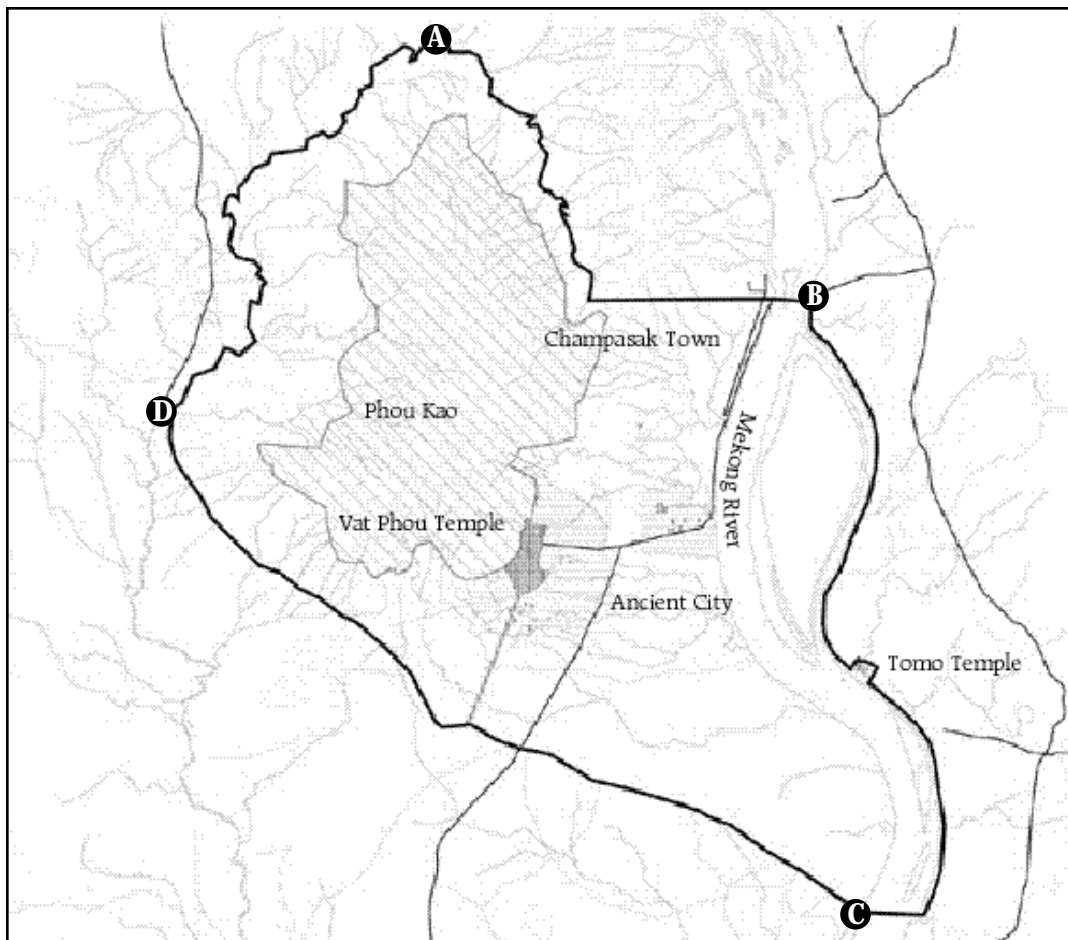 A
B
Champasak Town
D
Phou Kao
Mekong River
Vat Phou Temple
Ancient City
Tomo Temple
C